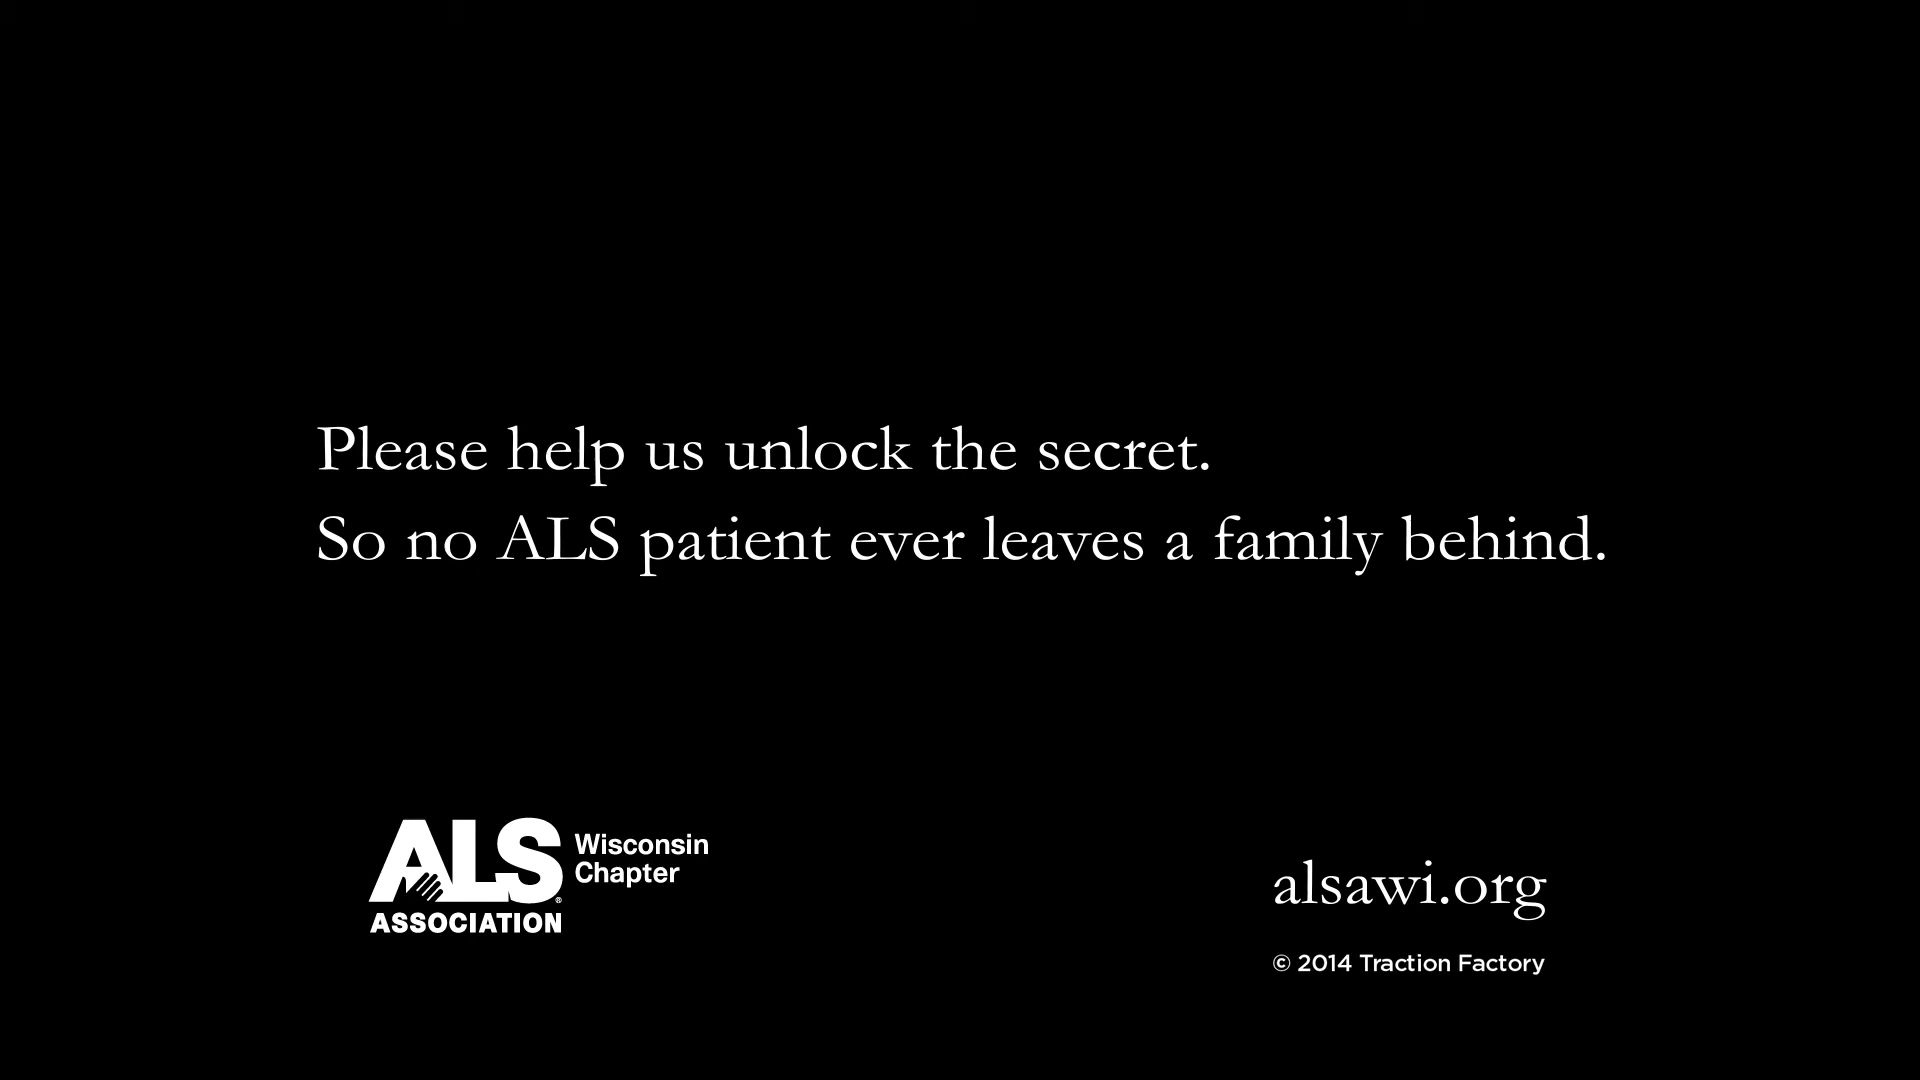 Please help us unlock the secret.
So no ALS patient ever leaves a family behind.
ALS
ASSOCIATION
Wisconsin
Chapter
alsawi.org
© 2014 Traction Factory